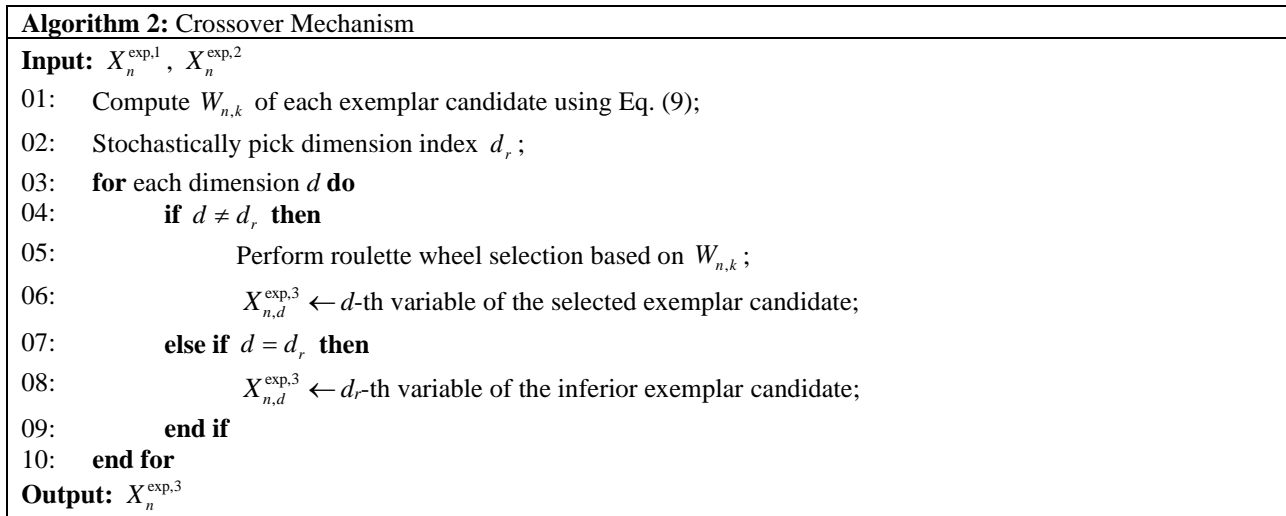 Algorithm 2: Crossover Mechanism
Input: $X_n^{\exp,1}$, $X_n^{\exp,2}$
01: Compute $W_{n,k}$ of each exemplar candidate using Eq. (9);
02: Stochastically pick dimension index $d_r$;
03: for each dimension d do
04: if $d \neq d_r$ then
05: Perform roulette wheel selection based on $W_{n,k}$;
06: $X_{n,d}^{\exp,3} \leftarrow$ d-th variable of the selected exemplar candidate;
07: else if $d = d_r$ then
08: $X_{n,d}^{\exp,3} \leftarrow$ $d_r$-th variable of the inferior exemplar candidate;
09: end if
10: end for
Output: $X_n^{\exp,3}$